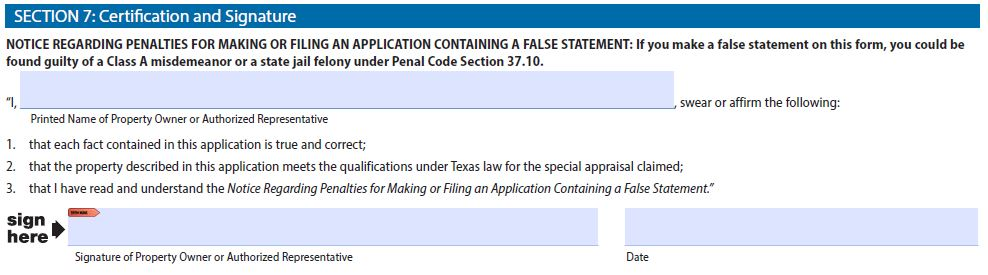 SECTION 7: Certification and Signature
NOTICE REGARDING PENALTIES FOR MAKING OR FILING AN APPLICATION CONTAINING A FALSE STATEMENT: If you make a false statement on this form, you could be
found guilty of a Class A misdemeanor or a state jail felony under Penal Code Section 37.10.
“I, , swear or affirm the following:
Printed Name of Property Owner or Authorized Representative
1. that each fact contained in this application is true and correct;
2. that the property described in this application meets the qualifications under Texas law for the special appraisal claimed;
3. that I have read and understand the Notice Regarding Penalties for Making or Filing an Application Containing a False Statement.”
sign
here
Signature of Property Owner or Authorized Representative Date